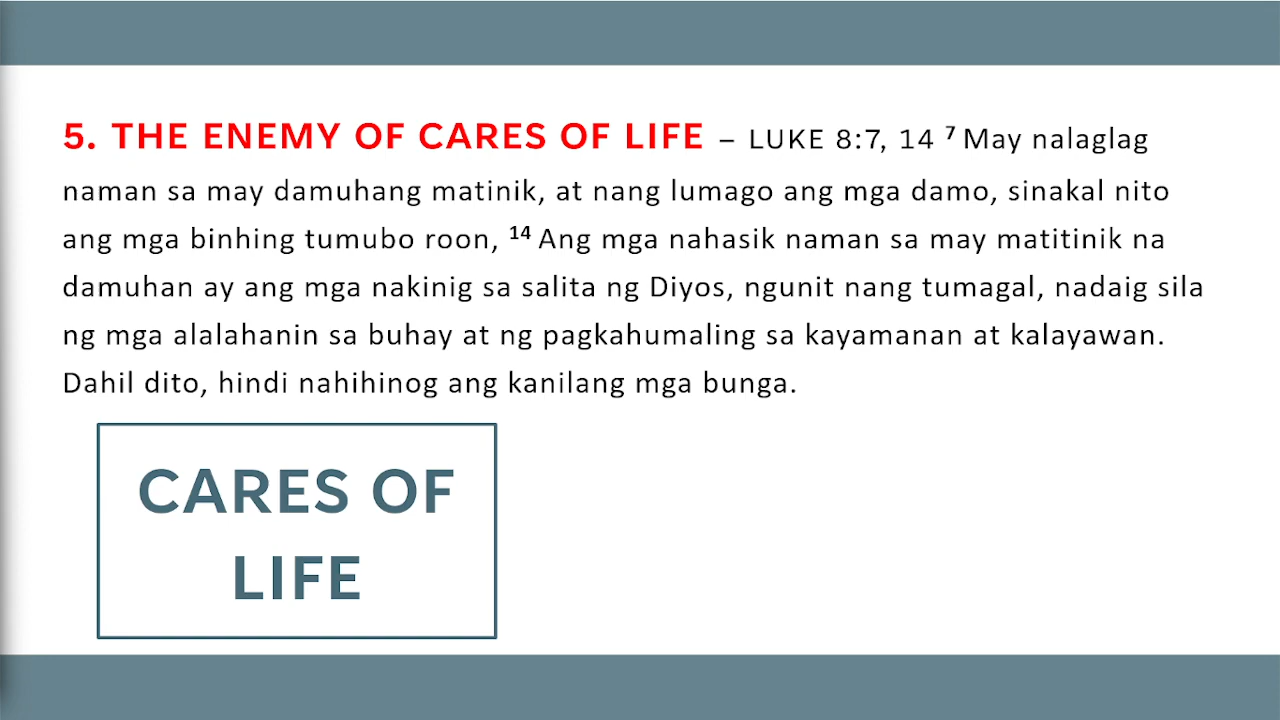 5. THE ENEMY OF CARES OF LIFE – LUKE 8:7, 14 ⁷ May nalaglag
naman sa may damuhang matinik, at nang lumago ang mga damo, sinakal nito
ang mga binhing tumubo roon, ¹⁴ Ang mga nahasik naman sa may matitinik na
damuhan ay ang mga nakinig sa salita ng Diyos, ngunit nang tumagal, nadaig sila
ng mga alalahanin sa buhay at ng pagkahumaling sa kayamanan at kalayawan.
Dahil dito, hindi nahihinog ang kanilang mga bunga.
CARES OF
LIFE